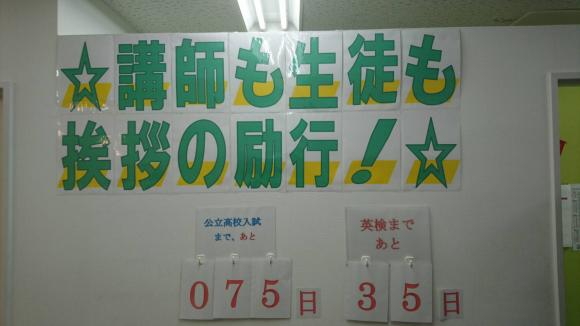 ☆講師も生徒も
挨拶の励行!☆
公立高校入試
まで、あと
075日
英検まで
あと
35日